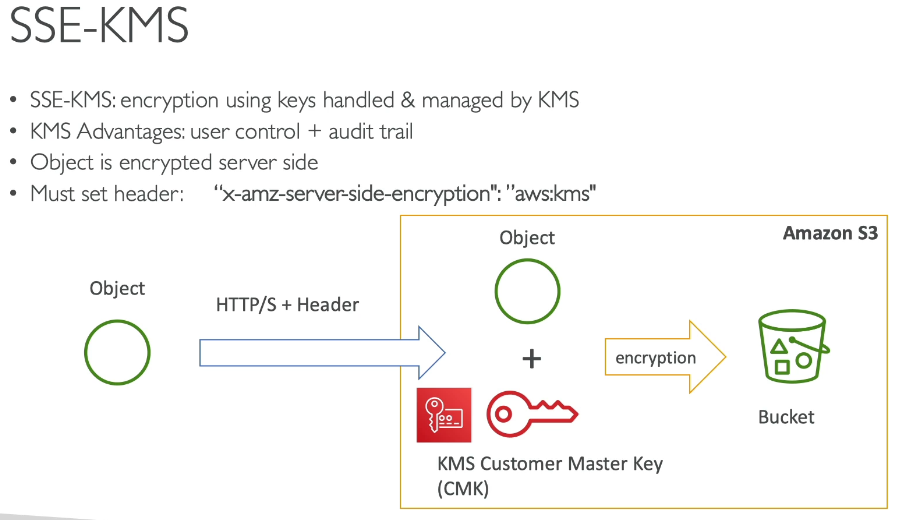 SSE-KMS
• SSE-KMS: encryption using keys handled & managed by KMS
• KMS Advantages: user control + audit trail
• Object is encrypted server side
• Must set header: “x-amz-server-side-encryption": ”aws:kms"
Amazon S3
Object
Object
HTTP/S + Header
+
encryption
Bucket
KMS Customer Master Key
(CMK)